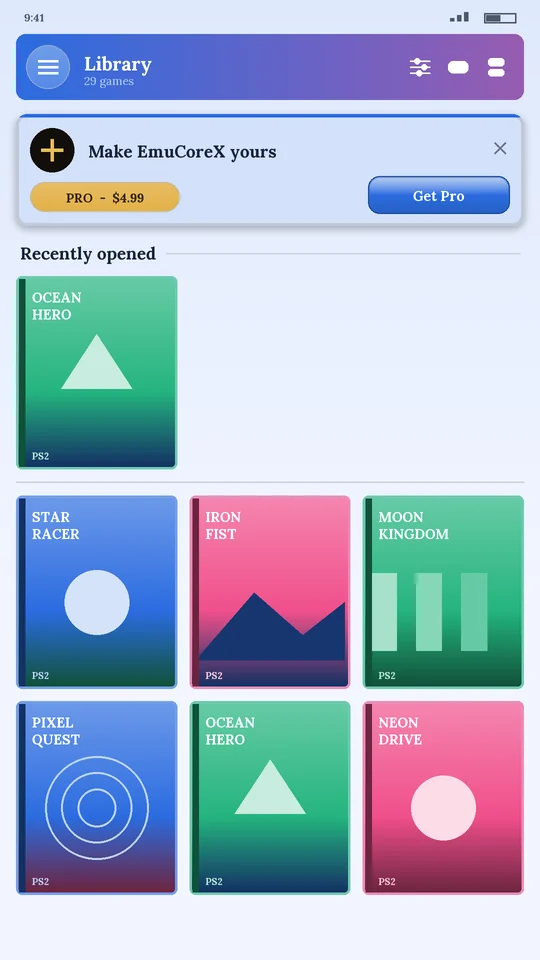 9:41
Library
29 games
Make EmuCoreX yours
PRO - $4.99
Get Pro
Recently opened
OCEAN
HERO
PS2
STAR
RACER
PS2
IRON
FIST
PS2
MOON
KINGDOM
PS2
PIXEL
QUEST
PS2
OCEAN
HERO
PS2
NEON
DRIVE
PS2